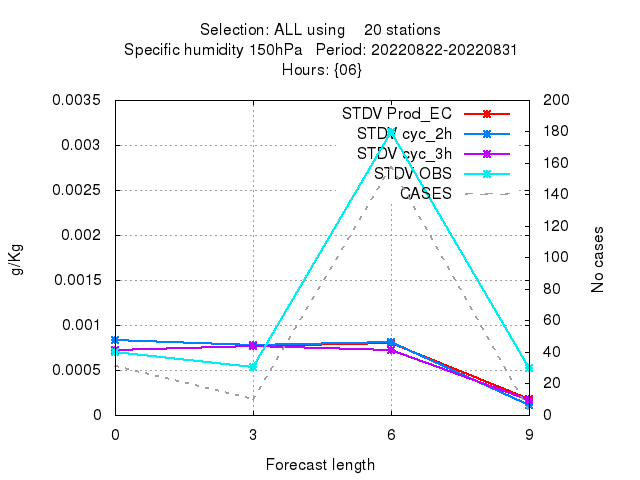 Selection: ALL using    20 stations
Specific humidity 150hPa   Period: 20220822-20220831
Hours: {06}
0.0035
0.003
0.0025
0.002
0.0015
0.001
0.0005
0
g/Kg
STDV Prod_EC
STDV cyc_2h
STDV cyc_3h
STDV OBS
CASES
200
180
160
140
120
100
80
60
40
20
0
No cases
0 3 6 9
Forecast length